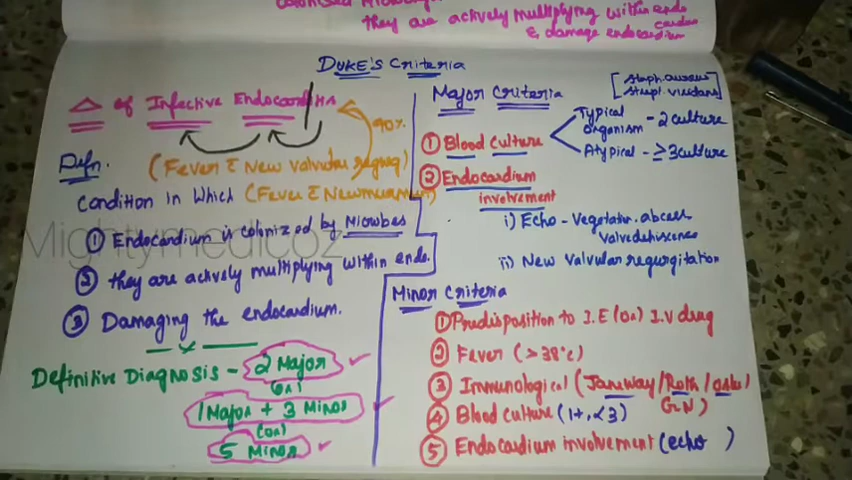 they are actively multiplying within endo
cardium
& damage endocardium
DUKE'S Criteria
△ of Infective Endocarditis
90%
Defn.
(Fever c̄ New valvular regurg)
Condition in which (Fever c̄ New murmur)
① Endocardium is colonized by Microbes
② they are actively multiplying within endo.
③ Damaging the endocardium.
Definitive Diagnosis - 2 Major
(or)
1 Major + 3 Minor
(or)
5 Minor
Major Criteria
[Staph. aureus
Strept. viridans]
① Blood Culture
Typical organism - 2 culture
Atypical - ≥ 3 culture
② Endocardium
involvement
i) Echo - Vegetation, abcess
Valve dehiscence
ii) New valvular regurgitation
Minor Criteria
① Predisposition to I.E (or) I.V drug
② Fever (>38°c)
③ Immunological (Janeway/Roth/osler
GN)
④ Blood culture (1+, <3)
⑤ Endocardium involvement (echo )
Mightymedicoz